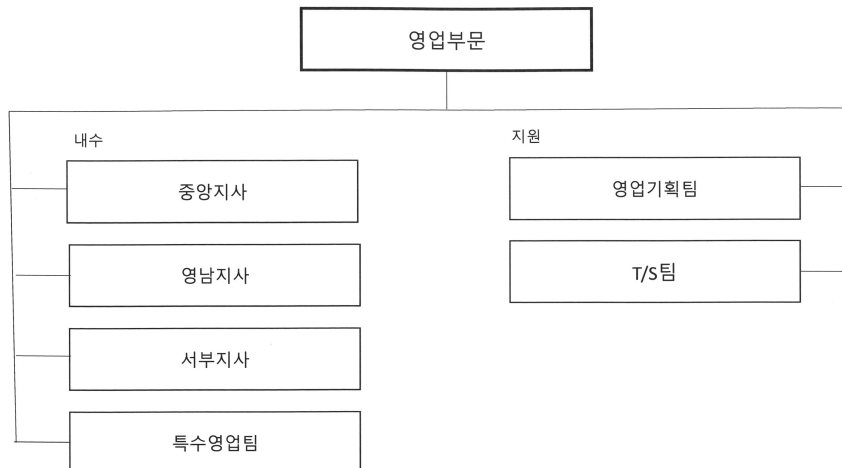 영업부문
내수
중앙지사
영남지사
서부지사
특수영업팀
지원
영업기획팀
T/S팀